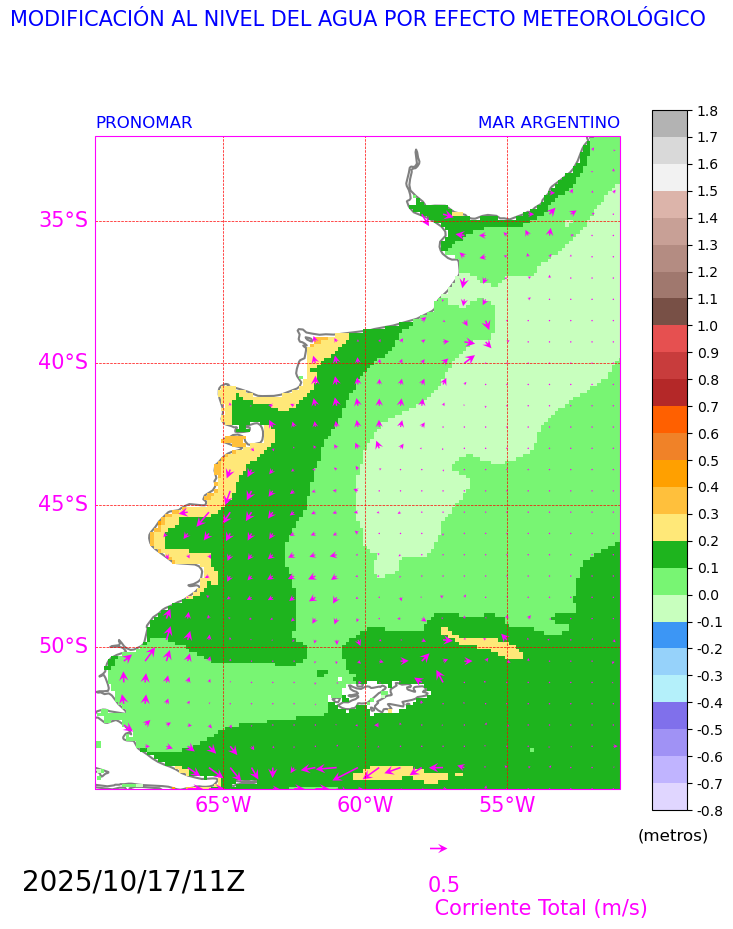 MODIFICACIÓN AL NIVEL DEL AGUA POR EFECTO METEOROLÓGICO
PRONOMAR
MAR ARGENTINO
35°S
40°S
45°S
50°S
65°W
60°W
55°W
1.8
1.7
1.6
1.5
1.4
1.3
1.2
1.1
1.0
0.9
0.8
0.7
0.6
0.5
0.4
0.3
0.2
0.1
0.0
-0.1
-0.2
-0.3
-0.4
-0.5
-0.6
-0.7
-0.8
(metros)
2025/10/17/11Z
0.5
Corriente Total (m/s)